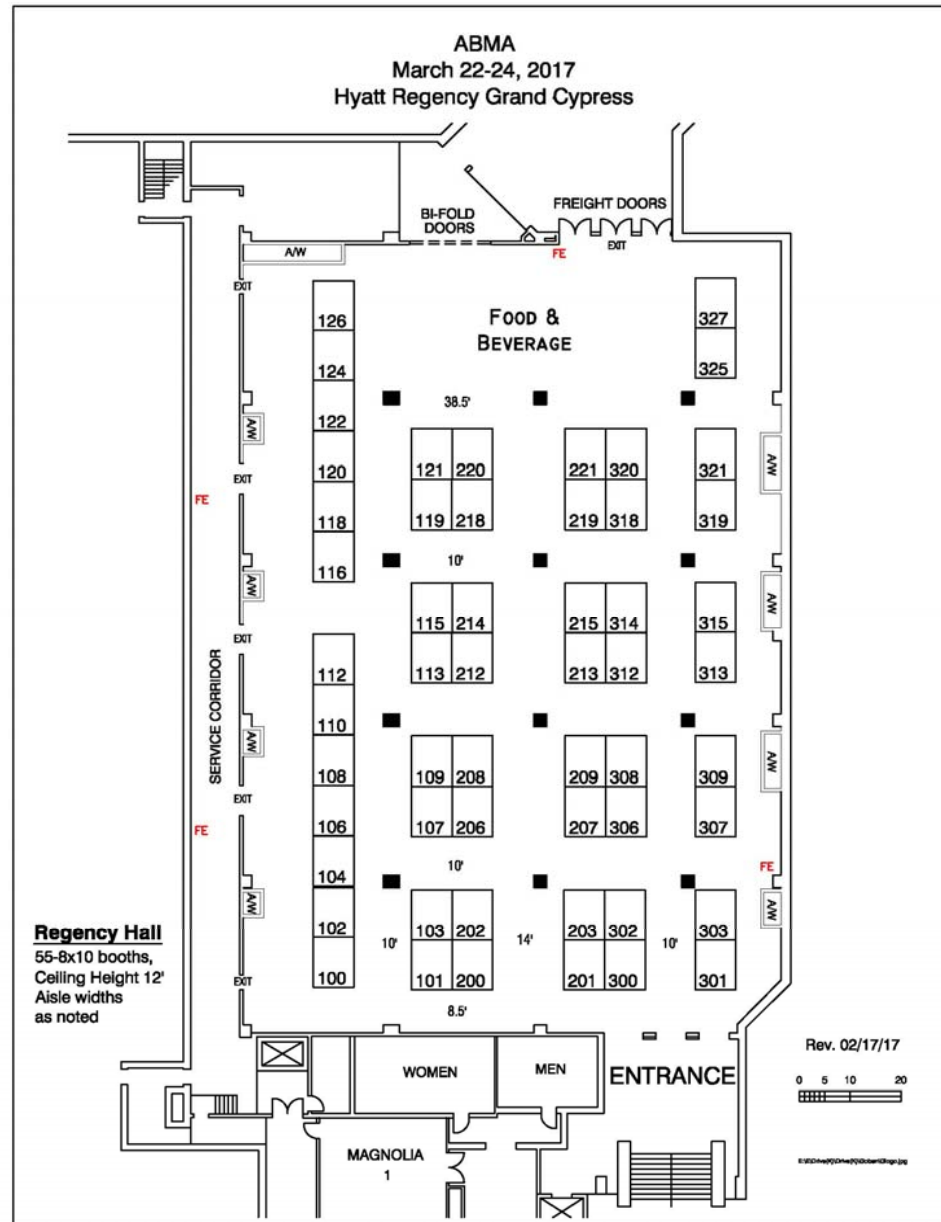 ABMA
March 22-24, 2017
Hyatt Regency Grand Cypress
FREIGHT DOORS
BI-FOLD
DOORS
EXIT
FE
A/W
EXIT
126
FOOD &
BEVERAGE
327
124
325
122
38.5'
A/W
121 220
221 320
321
A/W
120
EXIT
FE
119 218
219 318
319
118
116
10'
A/W
115 214
215 314
315
A/W
EXIT
112
113 212
213 312
313
SERVICE CORRIDOR
110
A/W
109 208
209 308
309
A/W
108
EXIT
FE
106
107 206
207 306
307
104
10'
FE
A/W
102
103 202
203 302
303
A/W
10'
14'
10'
Regency Hall
55-8x10 booths,
Ceiling Height 12'
Aisle widths
as noted
EXIT
100
101 200
201 300
301
8.5'
WOMEN
MEN
ENTRANCE
Rev. 02/17/17
0 5 10 20
MAGNOLIA
1